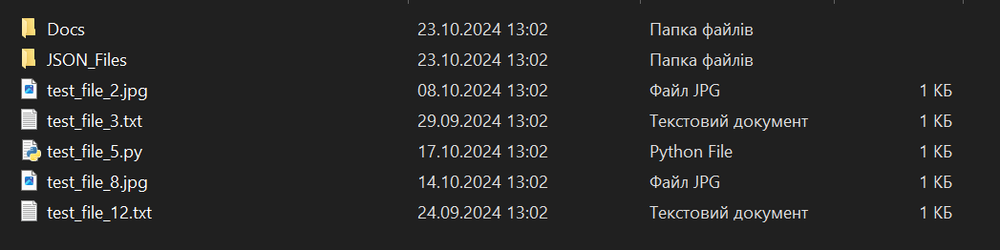 Docs 23.10.2024 13:02 Папка файлів
JSON_Files 23.10.2024 13:02 Папка файлів
test_file_2.jpg 08.10.2024 13:02 Файл JPG 1 КБ
test_file_3.txt 29.09.2024 13:02 Текстовий документ 1 КБ
test_file_5.py 17.10.2024 13:02 Python File 1 КБ
test_file_8.jpg 14.10.2024 13:02 Файл JPG 1 КБ
test_file_12.txt 24.09.2024 13:02 Текстовий документ 1 КБ